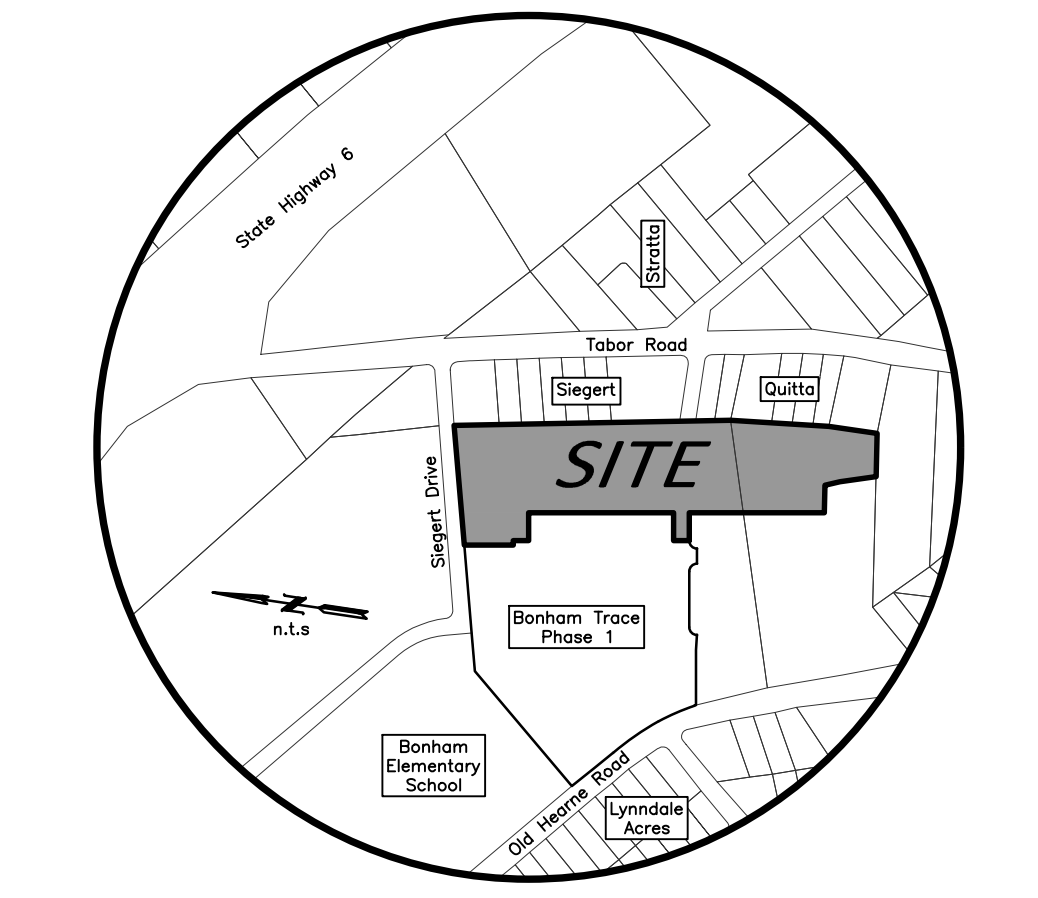 State Highway 6
Stratta
Tabor Road
Siegert
Quitta
SITE
Siegert Drive
N
n.t.s
Bonham Trace
Phase 1
Bonham
Elementary
School
Old Hearne Road
Lynndale
Acres